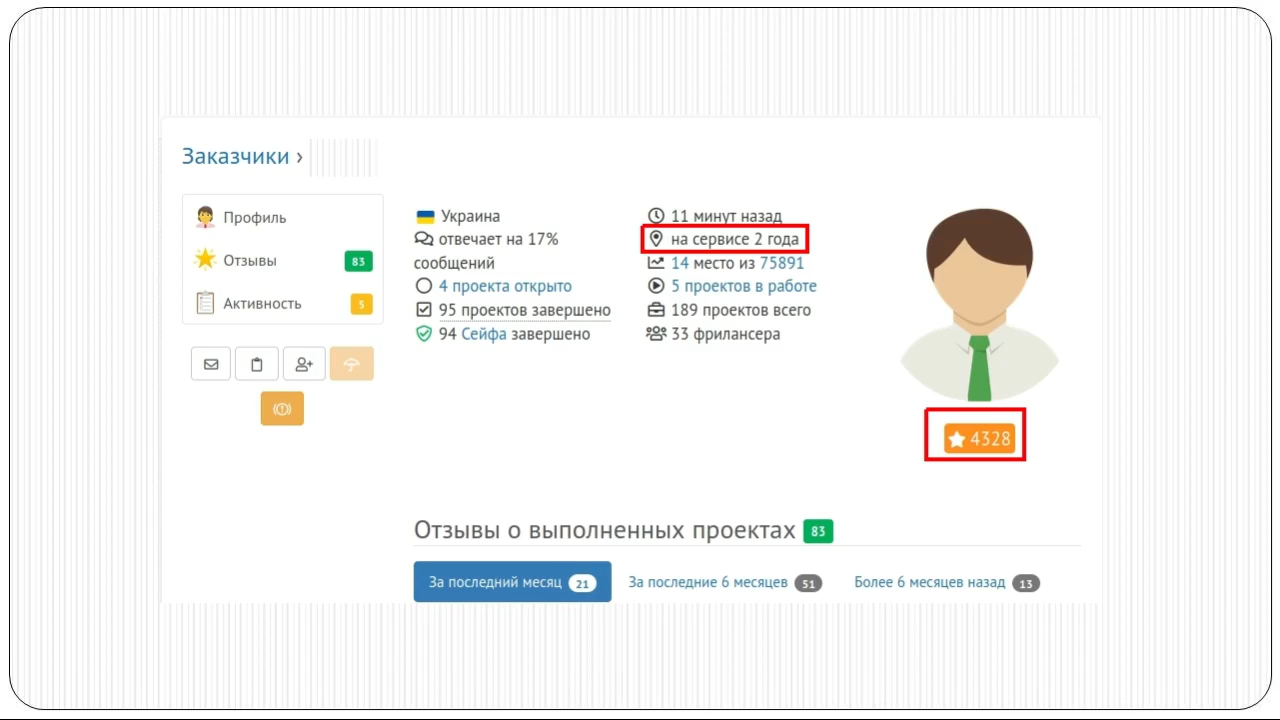 Заказчики ›
Профиль
Отзывы 83
Активность 5
Украина
отвечает на 17%
сообщений
4 проекта открыто
95 проектов завершено
94 Сейфа завершено
11 минут назад
на сервисе 2 года
14 место из 75891
5 проектов в работе
189 проектов всего
33 фрилансера
4328
Отзывы о выполненных проектах 83
За последний месяц 21
За последние 6 месяцев 51
Более 6 месяцев назад 13